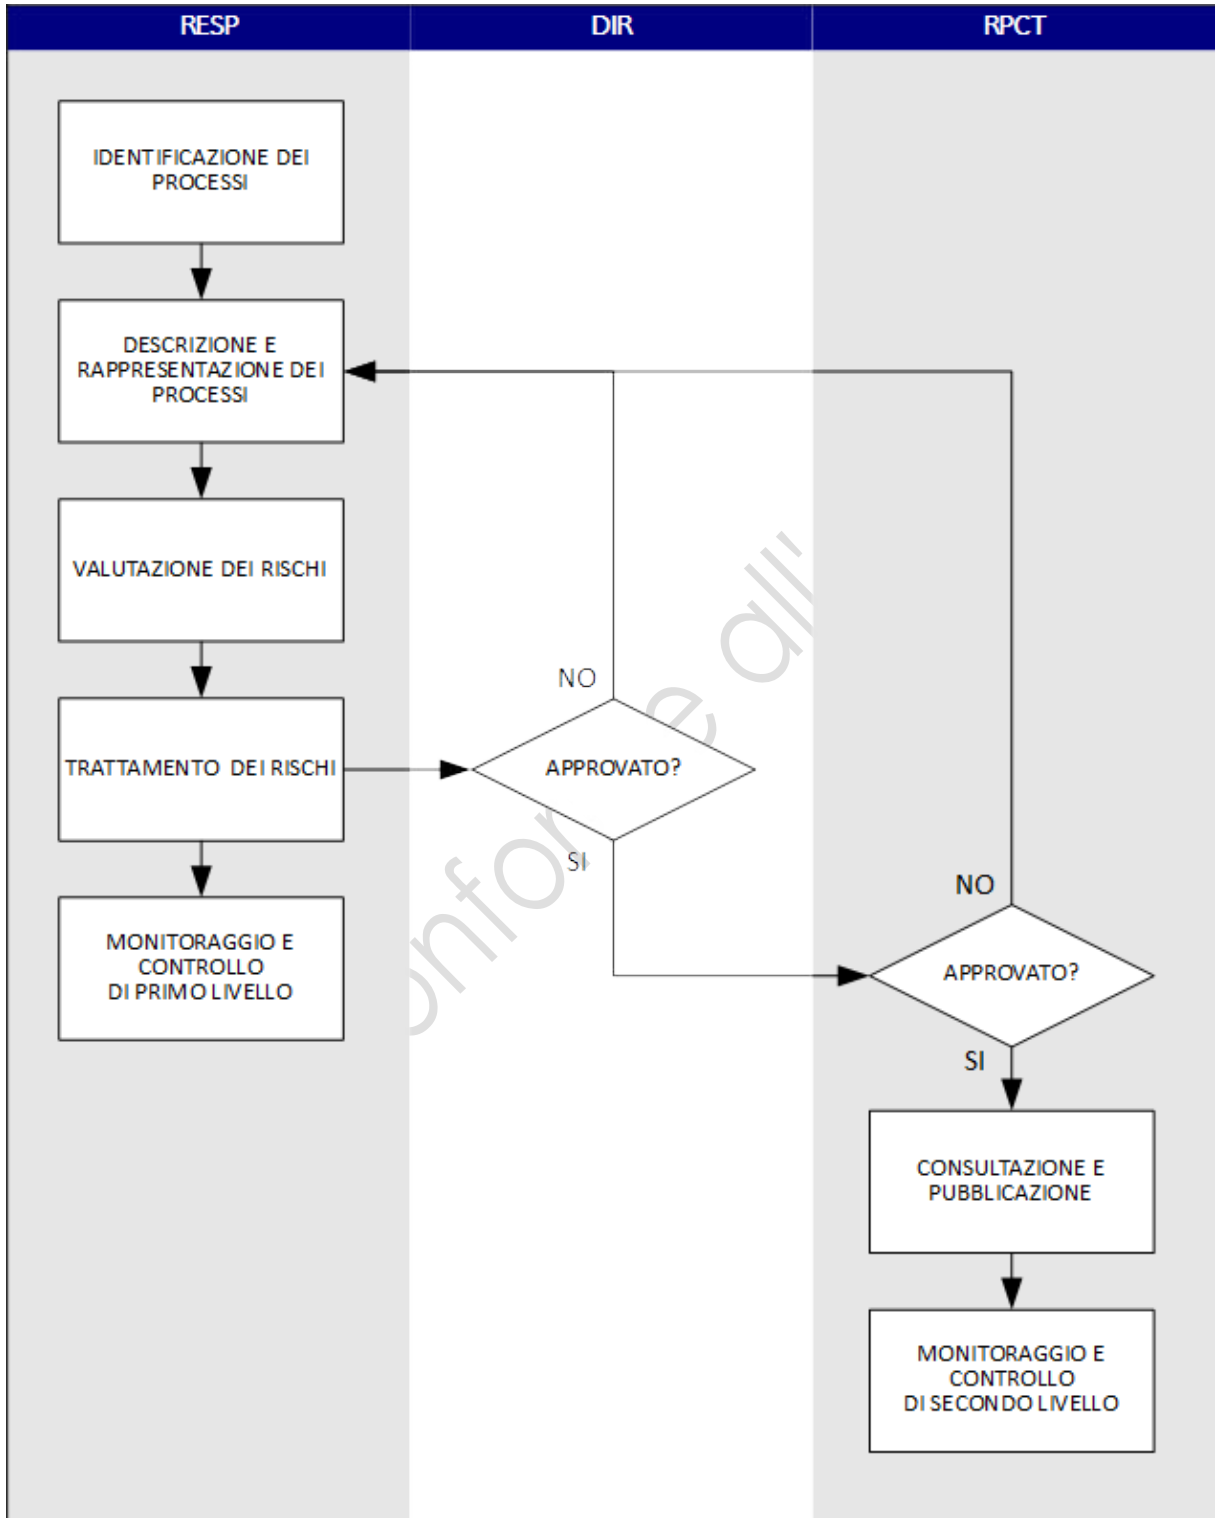 RESP
DIR
RPCT
IDENTIFICAZIONE DEI
PROCESSI
DESCRIZIONE E
RAPPRESENTAZIONE DEI
PROCESSI
VALUTAZIONE DEI RISCHI
TRATTAMENTO DEI RISCHI
MONITORAGGIO E
CONTROLLO
DI PRIMO LIVELLO
NO
APPROVATO?
SI
NO
APPROVATO?
SI
CONSULTAZIONE E
PUBBLICAZIONE
MONITORAGGIO E
CONTROLLO
DI SECONDO LIVELLO
all'